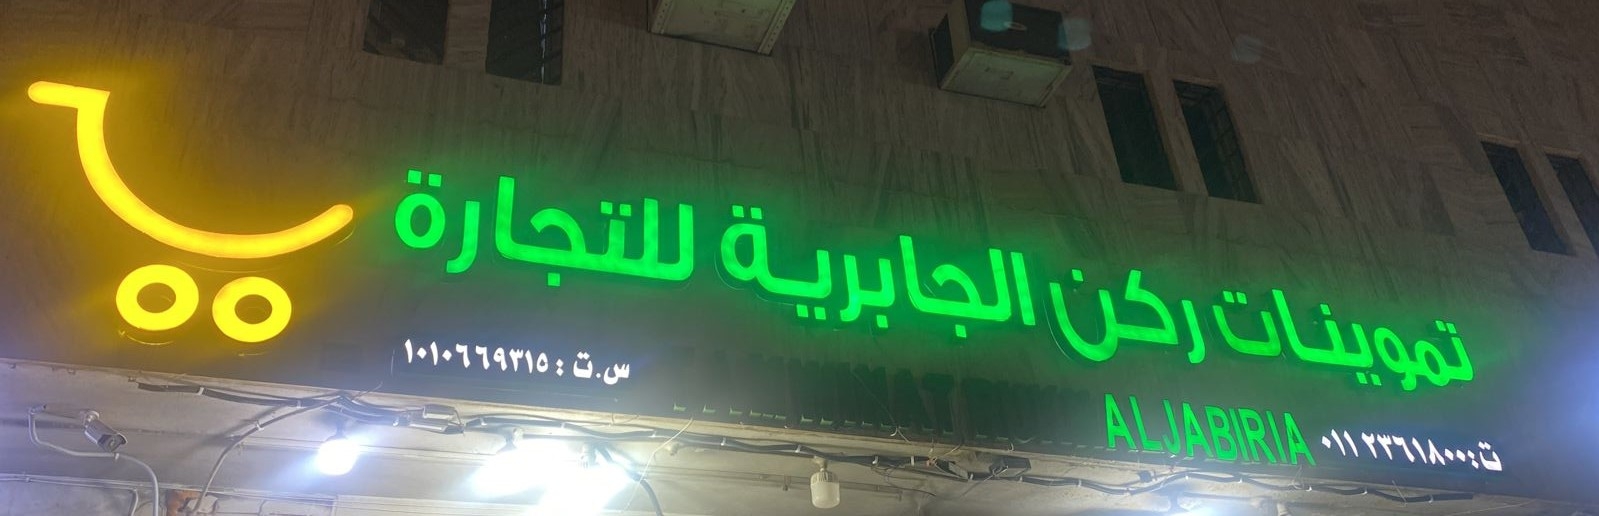 تموينات ركن الجابرية للتجارة
ALJABIRIA
ت: ٠١١٢٣٦١٨٠٠٠
س.ت : ١٠١٠٦٦٩٣١٥